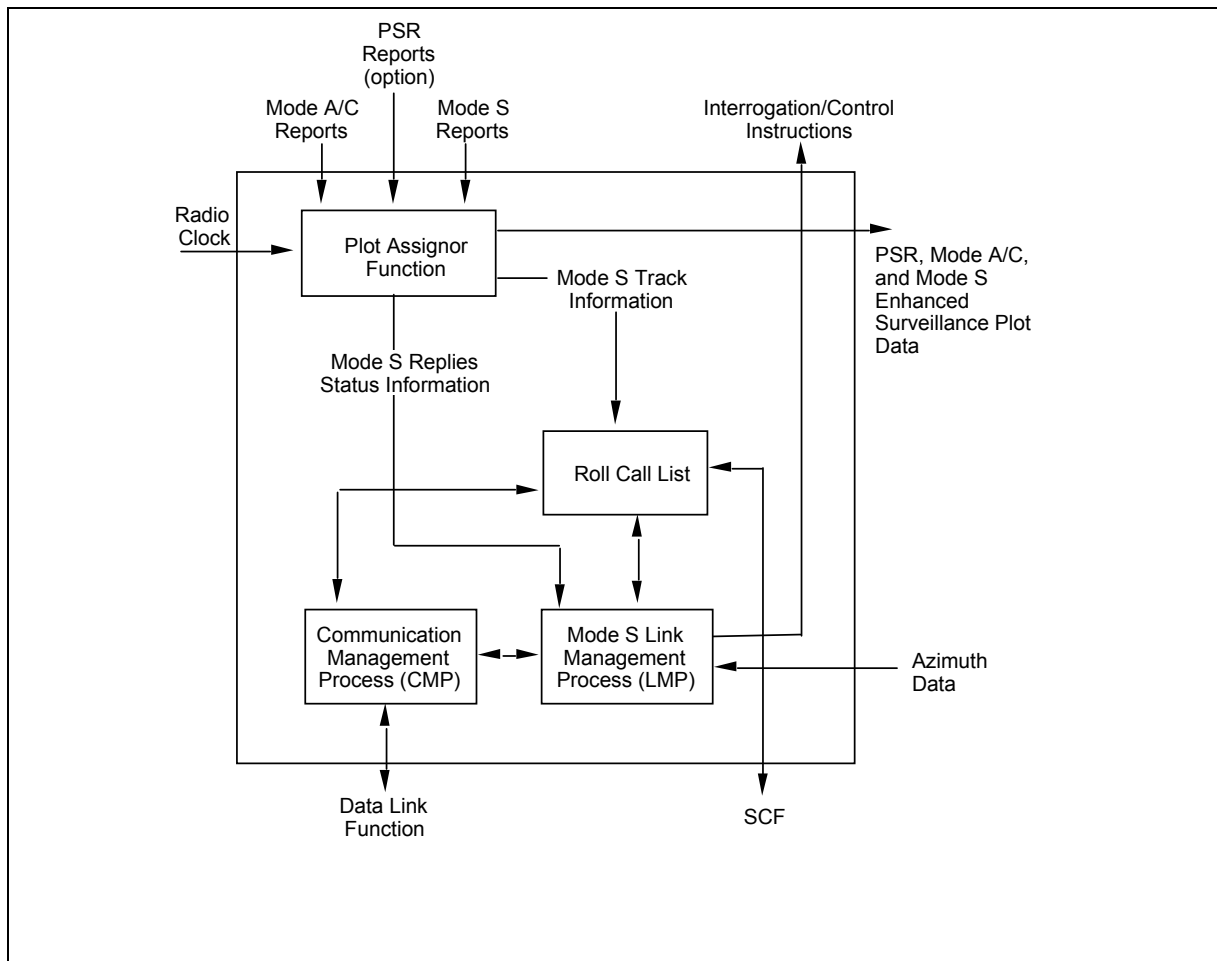 PSR
Reports
(option)
Mode A/C
Reports
Mode S
Reports
Interrogation/Control
Instructions
Radio
Clock
Plot Assignor
Function
PSR, Mode A/C,
and Mode S
Enhanced
Surveillance Plot
Data
Mode S Track
Information
Mode S Replies
Status Information
Roll Call List
Communication
Management
Process (CMP)
Mode S Link
Management
Process (LMP)
Azimuth
Data
Data Link
Function
SCF